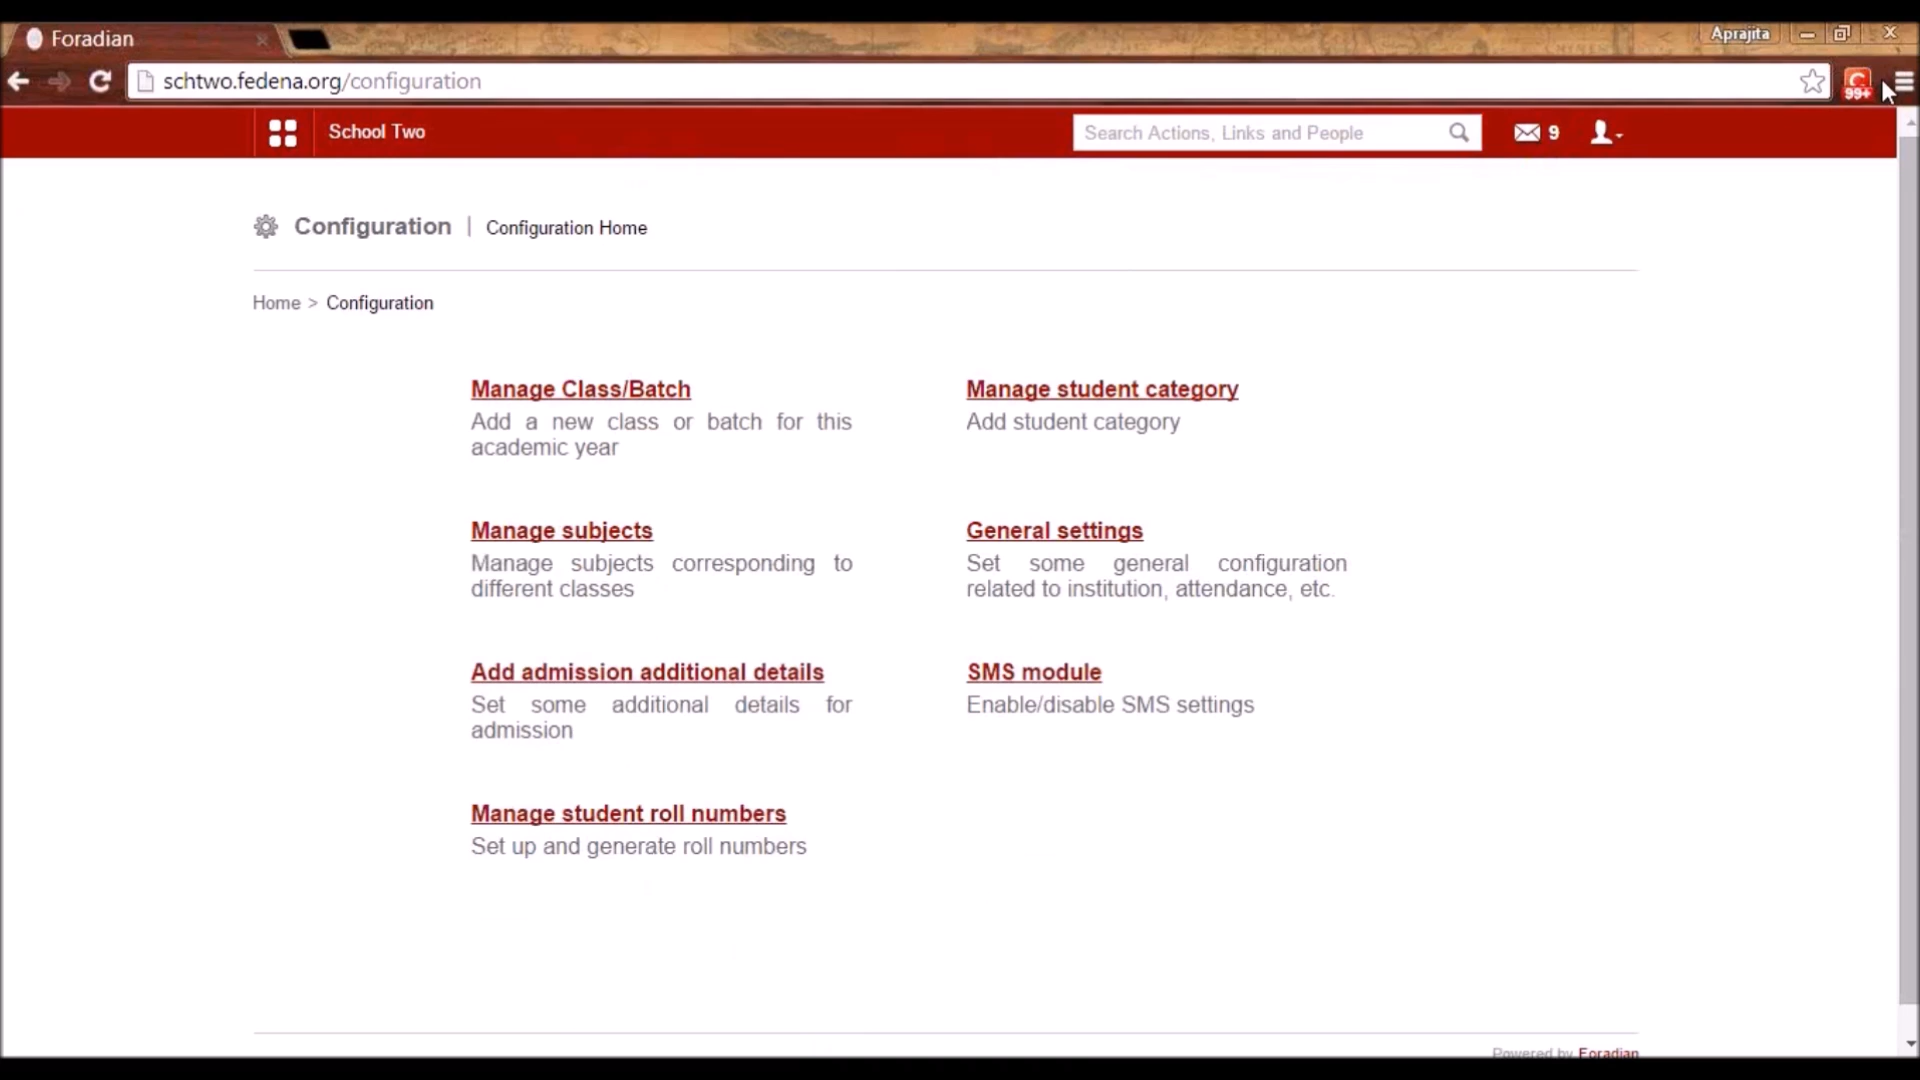 Foradian
Aprajita
schtwo.fedena.org/configuration
99+
School Two
Search Actions, Links and People
9
Configuration | Configuration Home
Home > Configuration
Manage Class/Batch
Add a new class or batch for this
academic year
Manage student category
Add student category
Manage subjects
Manage subjects corresponding to
different classes
General settings
Set some general configuration
related to institution, attendance, etc.
Add admission additional details
Set some additional details for
admission
SMS module
Enable/disable SMS settings
Manage student roll numbers
Set up and generate roll numbers
Powered by Foradian